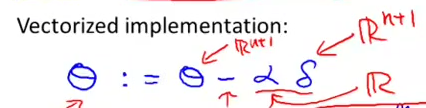 Vectorized implementation:
ℝⁿ⁺¹ ℝⁿ⁺¹
θ := θ - α δ ℝ